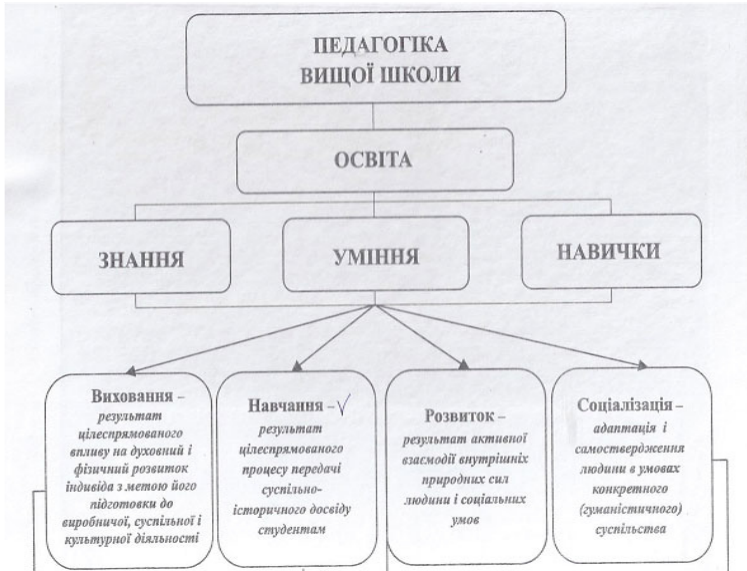 ПЕДАГОГІКА
ВИЩОЇ ШКОЛИ
ОСВІТА
ЗНАННЯ
УМІННЯ
НАВИЧКИ
Виховання –
результат
цілеспрямованого
впливу на духовний і
фізичний розвиток
індивіда з метою його
підготовки до
виробничої, суспільної і
культурної діяльності
Навчання –
результат
цілеспрямованого
процесу передачі
суспільно-
історичного досвіду
студентам
Розвиток –
результат активної
взаємодії внутрішніх
природних сил
людини і соціальних
умов
Соціалізація –
адаптація і
самоствердження
людини в умовах
конкретного
(гуманістичного)
суспільства